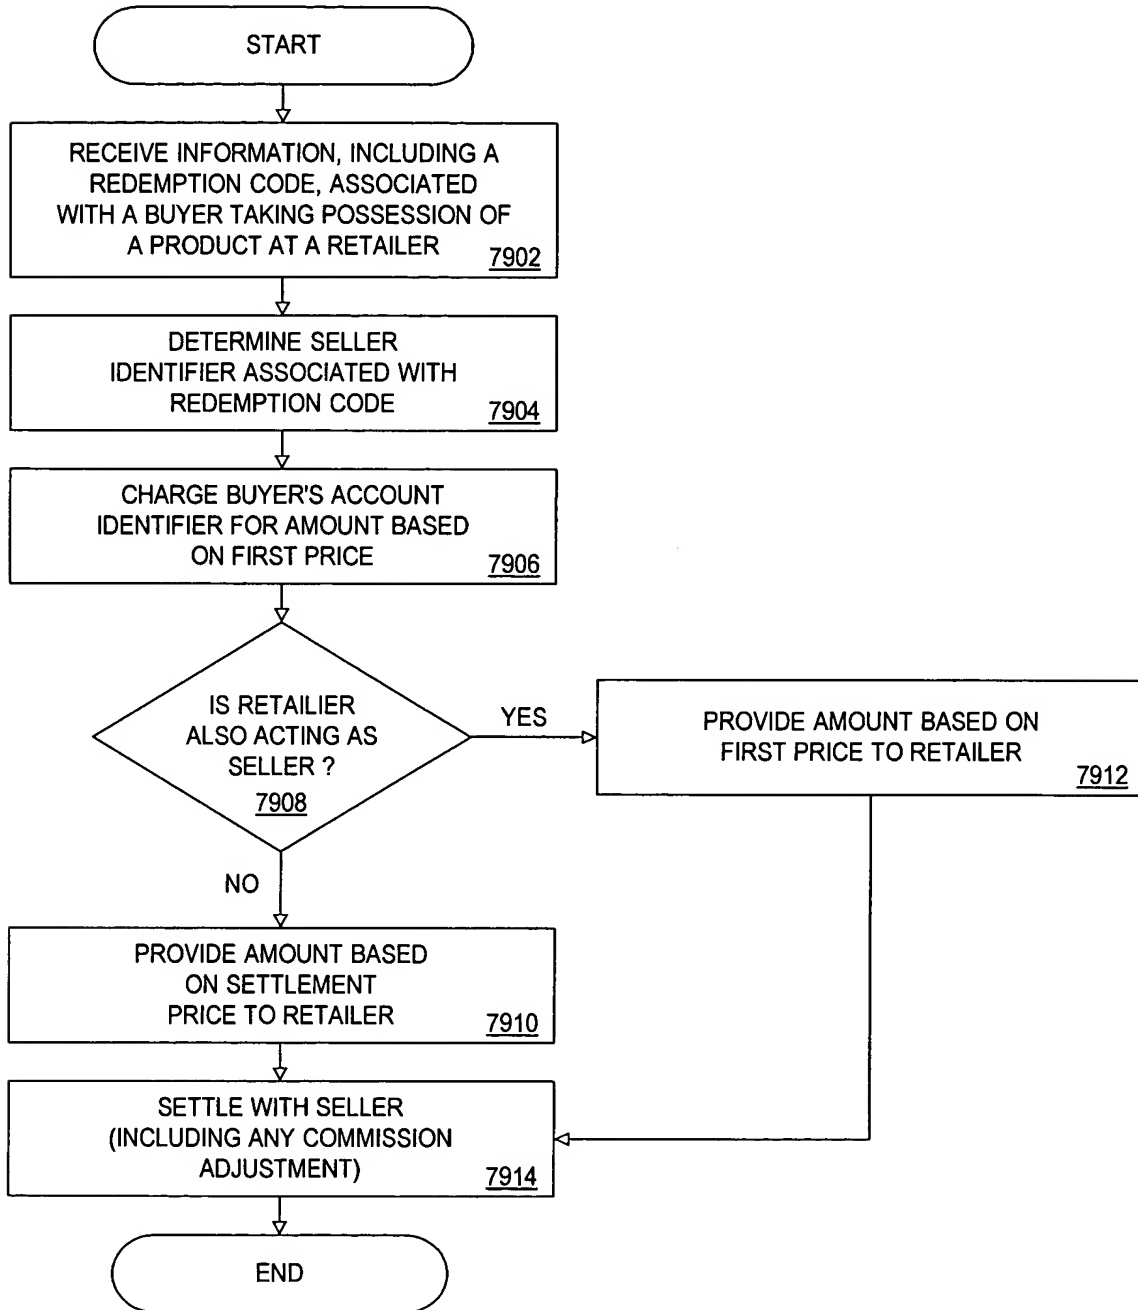 START
RECEIVE INFORMATION, INCLUDING A
REDEMPTION CODE, ASSOCIATED
WITH A BUYER TAKING POSSESSION OF
A PRODUCT AT A RETAILER
7902
DETERMINE SELLER
IDENTIFIER ASSOCIATED WITH
REDEMPTION CODE
7904
CHARGE BUYER'S ACCOUNT
IDENTIFIER FOR AMOUNT BASED
ON FIRST PRICE
7906
IS RETAILIER
ALSO ACTING AS
SELLER ?
7908
YES
PROVIDE AMOUNT BASED ON
FIRST PRICE TO RETAILER
7912
NO
PROVIDE AMOUNT BASED
ON SETTLEMENT
PRICE TO RETAILER
7910
SETTLE WITH SELLER
(INCLUDING ANY COMMISSION
ADJUSTMENT)
7914
END